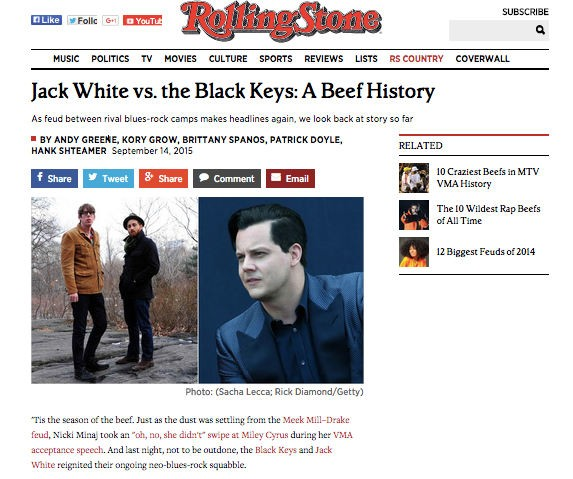 Like
Follo
G+
YouTub
Rolling Stone
SUBSCRIBE
MUSIC POLITICS TV MOVIES CULTURE SPORTS REVIEWS LISTS RS COUNTRY COVERWALL
Jack White vs. the Black Keys: A Beef History
As feud between rival blues-rock camps makes headlines again, we look back at story so far
BY ANDY GREENE, KORY GROW, BRITTANY SPANOS, PATRICK DOYLE,
HANK SHTEAMER September 14, 2015
Share
Tweet
Share
Comment
Email
RELATED
10 Craziest Beefs in MTV
VMA History
The 10 Wildest Rap Beefs
of All Time
12 Biggest Feuds of 2014
Photo: (Sacha Lecca; Rick Diamond/Getty)
'Tis the season of the beef. Just as the dust was settling from the Meek Mill–Drake
feud, Nicki Minaj took an "oh, no, she didn't" swipe at Miley Cyrus during her VMA
acceptance speech. And last night, not to be outdone, the Black Keys and Jack
White reignited their ongoing neo-blues-rock squabble.